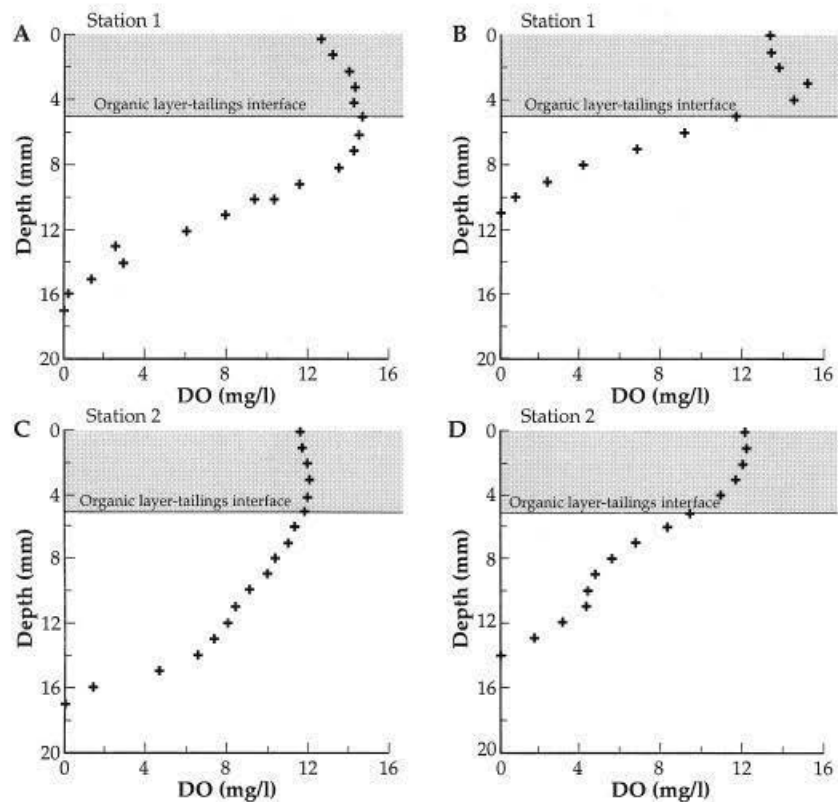 A
Station 1
0
4
8
12
16
20
Depth (mm)
Organic layer-tailings interface
0 4 8 12 16
DO (mg/l)
B
Station 1
0
4
8
12
16
20
Depth (mm)
Organic layer-tailings interface
0 4 8 12 16
DO (mg/l)
C
Station 2
0
4
8
12
16
20
Depth (mm)
Organic layer-tailings interface
0 4 8 12 16
DO (mg/l)
D
Station 2
0
4
8
12
16
20
Depth (mm)
Organic layer-tailings interface
0 4 8 12 16
DO (mg/l)